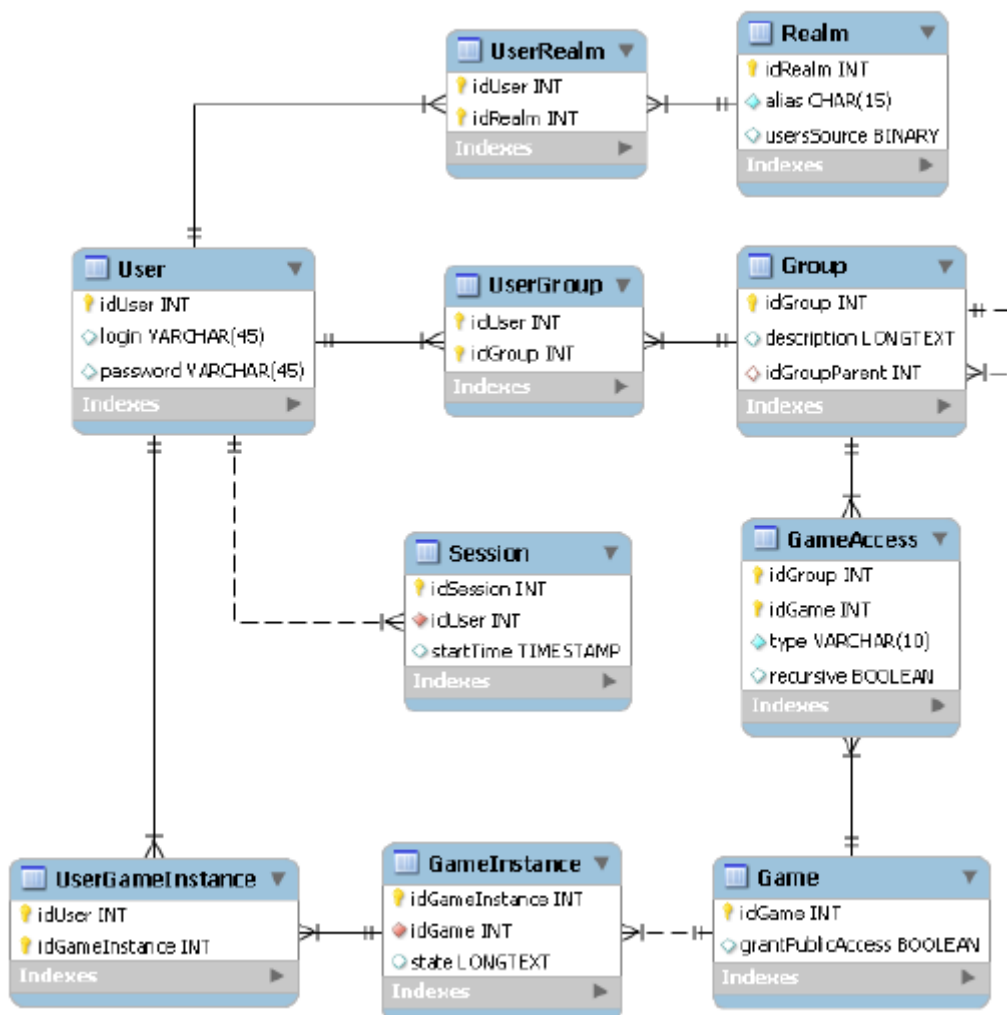 UserRealm
idUser INT
idRealm INT
Indexes
Realm
idRealm INT
alias CHAR(15)
usersSource BINARY
Indexes
User
idUser INT
login VARCHAR(45)
password VARCHAR(45)
Indexes
UserGroup
idUser INT
idGroup INT
Indexes
Group
idGroup INT
description LONGTEXT
idGroupParent INT
Indexes
Session
idSession INT
idUser INT
startTime TIMESTAMP
Indexes
GameAccess
idGroup INT
idGame INT
type VARCHAR(10)
recursive BOOLEAN
Indexes
UserGameInstance
idUser INT
idGameInstance INT
Indexes
GameInstance
idGameInstance INT
idGame INT
state LONGTEXT
Indexes
Game
idGame INT
grantPublicAccess BOOLEAN
Indexes